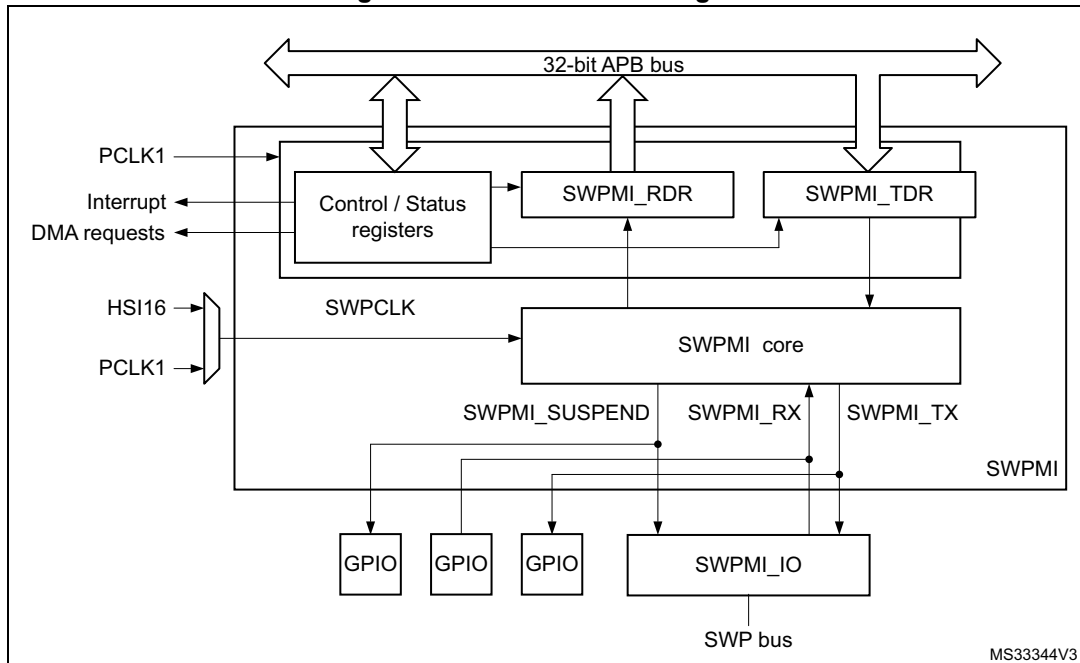 32-bit APB bus
PCLK1
Interrupt
DMA requests
Control / Status
registers
SWPMI_RDR
SWPMI_TDR
HSI16
PCLK1
SWPCLK
SWPMI core
SWPMI_SUSPEND
SWPMI_RX
SWPMI_TX
SWPMI
GPIO
GPIO
GPIO
SWPMI_IO
SWP bus
MS33344V3